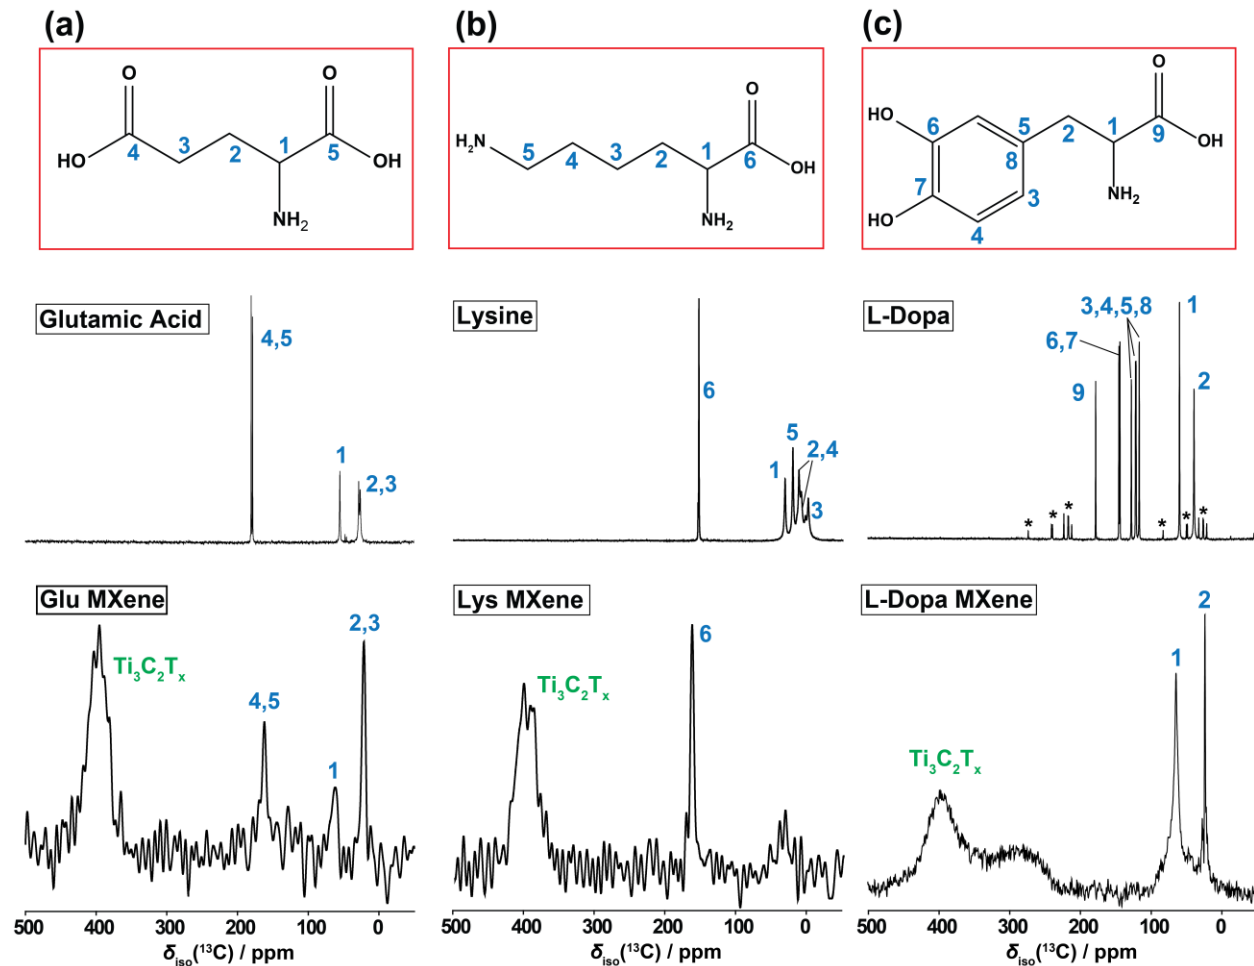 (a)
(b)
(c)
O
O
HO
OH
NH2
4
3
2
1
5
H2N
O
OH
NH2
5
4
3
2
1
6
HO
HO
O
OH
NH2
6
5
2
1
9
7
8
3
4
Glutamic Acid
4,5
1
2,3
Lysine
6
5
1
2,4
3
L-Dopa
3,4,5,8
6,7
1
9
2
* * * * * *
Glu MXene
Ti3C2Tx
4,5
1
2,3
Lys MXene
Ti3C2Tx
6
L-Dopa MXene
Ti3C2Tx
1
2
500 400 300 200 100 0
δiso(13C) / ppm
500 400 300 200 100 0
δiso(13C) / ppm
500 400 300 200 100 0
δiso(13C) / ppm